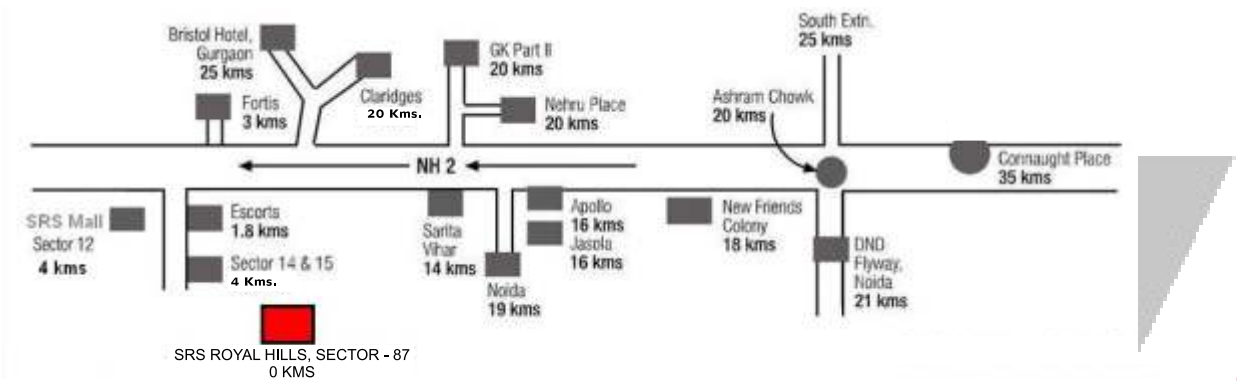 Bristol Hotel,
Gurgaon
25 kms
Claridges
20 Kms.
Fortis
3 kms
GK Part II
20 kms
Nehru Place
20 kms
South Extn.
25 kms
Ashram Chowk
20 kms
Connaught Place
35 kms
NH 2
SRS Mall
Sector 12
4 kms
Escorts
1.8 kms
Sector 14 & 15
4 Kms.
Sarita
Vihar
14 kms
Noida
19 kms
Apollo
16 kms
Jasola
16 kms
New Friends
Colony
18 kms
DND
Flyway,
Noida
21 kms
SRS ROYAL HILLS, SECTOR - 87
0 KMS